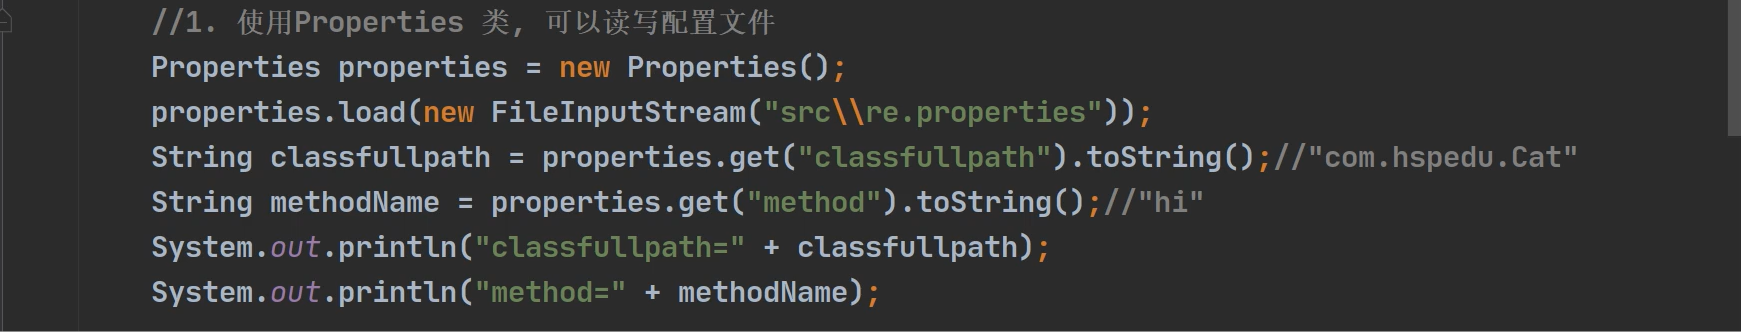 //1. 使用Properties 类, 可以读写配置文件
Properties properties = new Properties();
properties.load(new FileInputStream("src\\re.properties"));
String classfullpath = properties.get("classfullpath").toString();//"com.hspedu.Cat"
String methodName = properties.get("method").toString();//"hi"
System.out.println("classfullpath=" + classfullpath);
System.out.println("method=" + methodName);